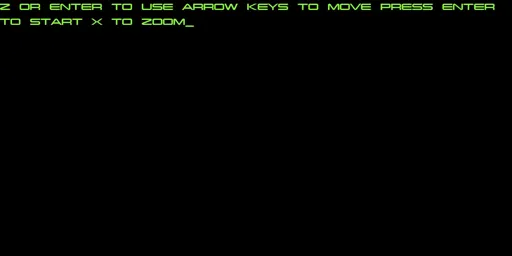 Z OR ENTER TO USE ARROW KEYS TO MOVE PRESS ENTER
TO START X TO ZOOM_